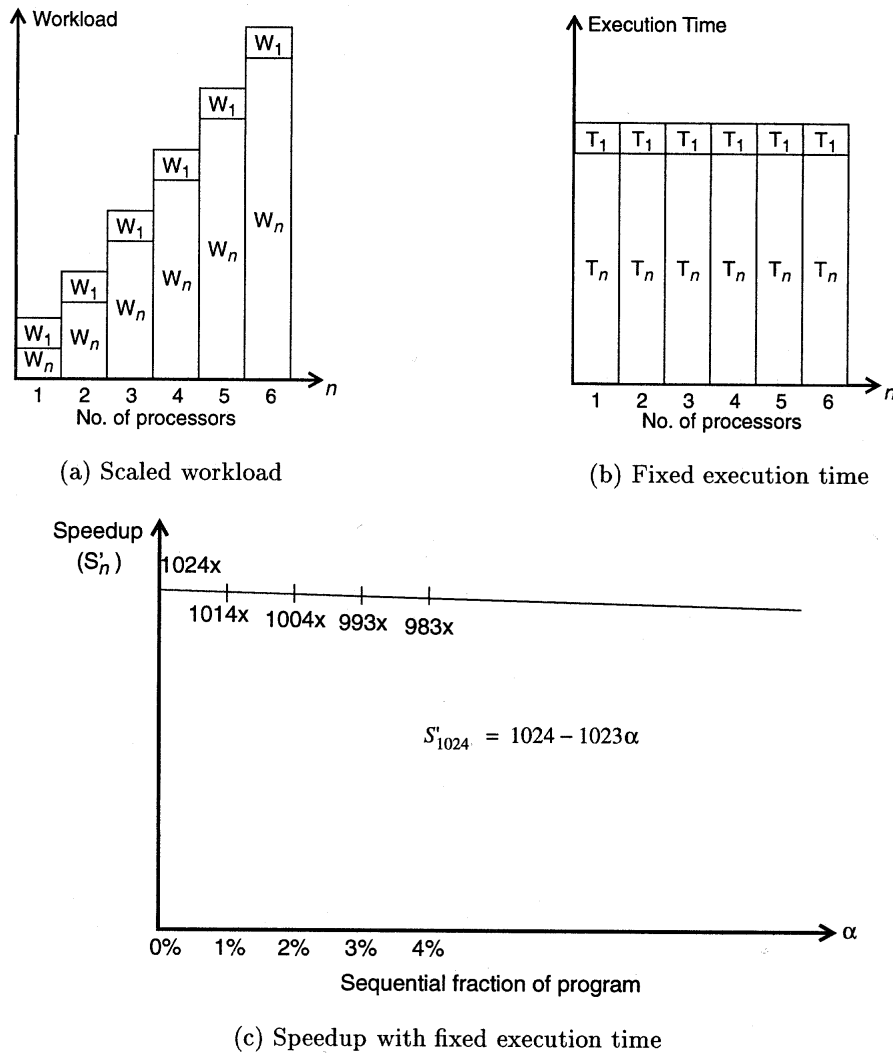 Workload
W1
Wn
W1
Wn
W1
Wn
W1
Wn
W1
Wn
W1
Wn
n
1 2 3 4 5 6
No. of processors
(a) Scaled workload
Execution Time
T1 T1 T1 T1 T1 T1
Tn Tn Tn Tn Tn Tn
n
1 2 3 4 5 6
No. of processors
(b) Fixed execution time
Speedup
(S'n)
1024x
1014x 1004x 993x 983x
S'1024 = 1024 – 1023α
α
0% 1% 2% 3% 4%
Sequential fraction of program
(c) Speedup with fixed execution time